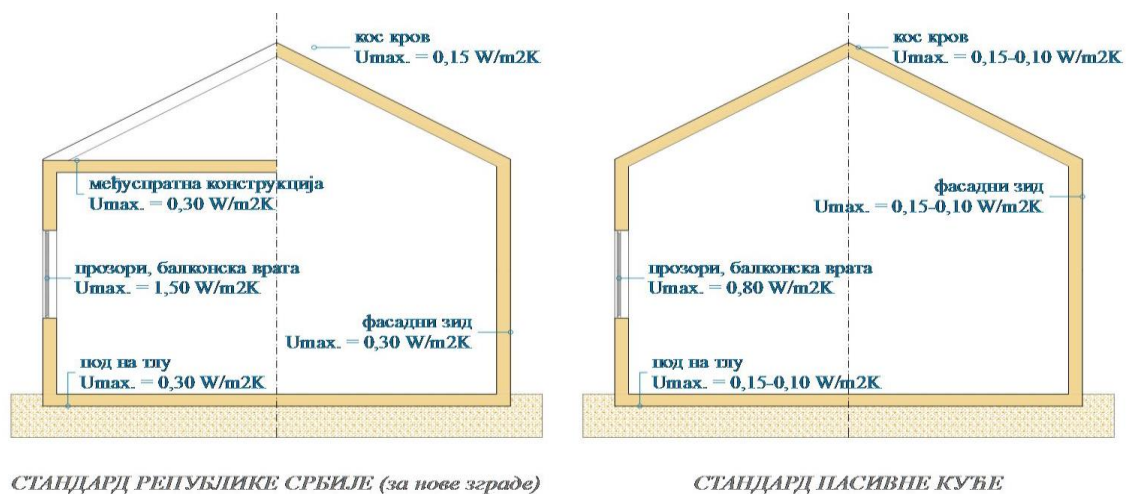 кос кров
Umax. = 0,15 W/m2K
међуспратна конструкција
Umax. = 0,30 W/m2K
прозори, балконска врата
Umax. = 1,50 W/m2K
фасадни зид
Umax. = 0,30 W/m2K
под на тлу
Umax. = 0,30 W/m2K
СТАНДАРД РЕПУБЛИКЕ СРБИЈЕ (за нове зграде)
кос кров
Umax. = 0,15-0,10 W/m2K
фасадни зид
Umax. = 0,15-0,10 W/m2K
прозори, балконска врата
Umax. = 0,80 W/m2K
под на тлу
Umax. = 0,15-0,10 W/m2K
СТАНДАРД ПАСИВНЕ КУЋЕ